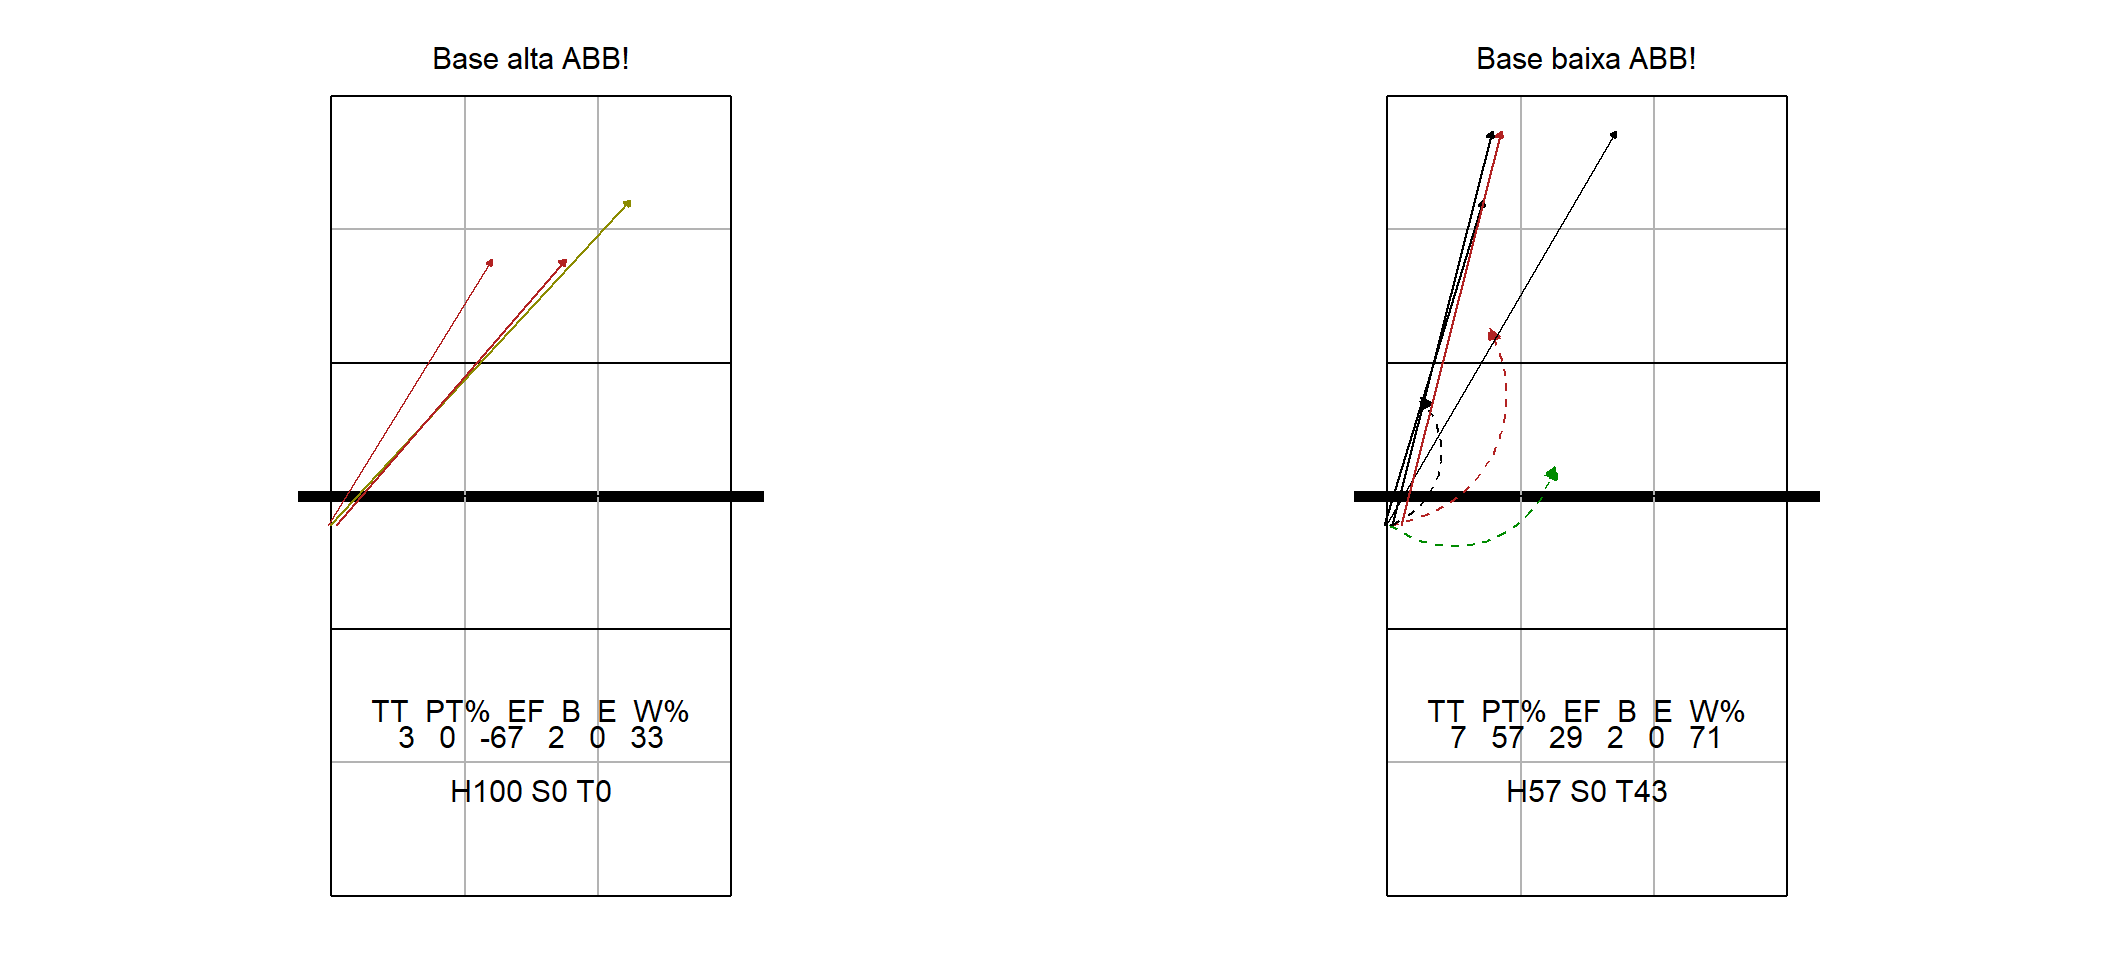 Base alta ABB!
TT PT% EF B E W%
3 0 -67 2 0 33
H100 S0 T0
Base baixa ABB!
TT PT% EF B E W%
7 57 29 2 0 71
H57 S0 T43